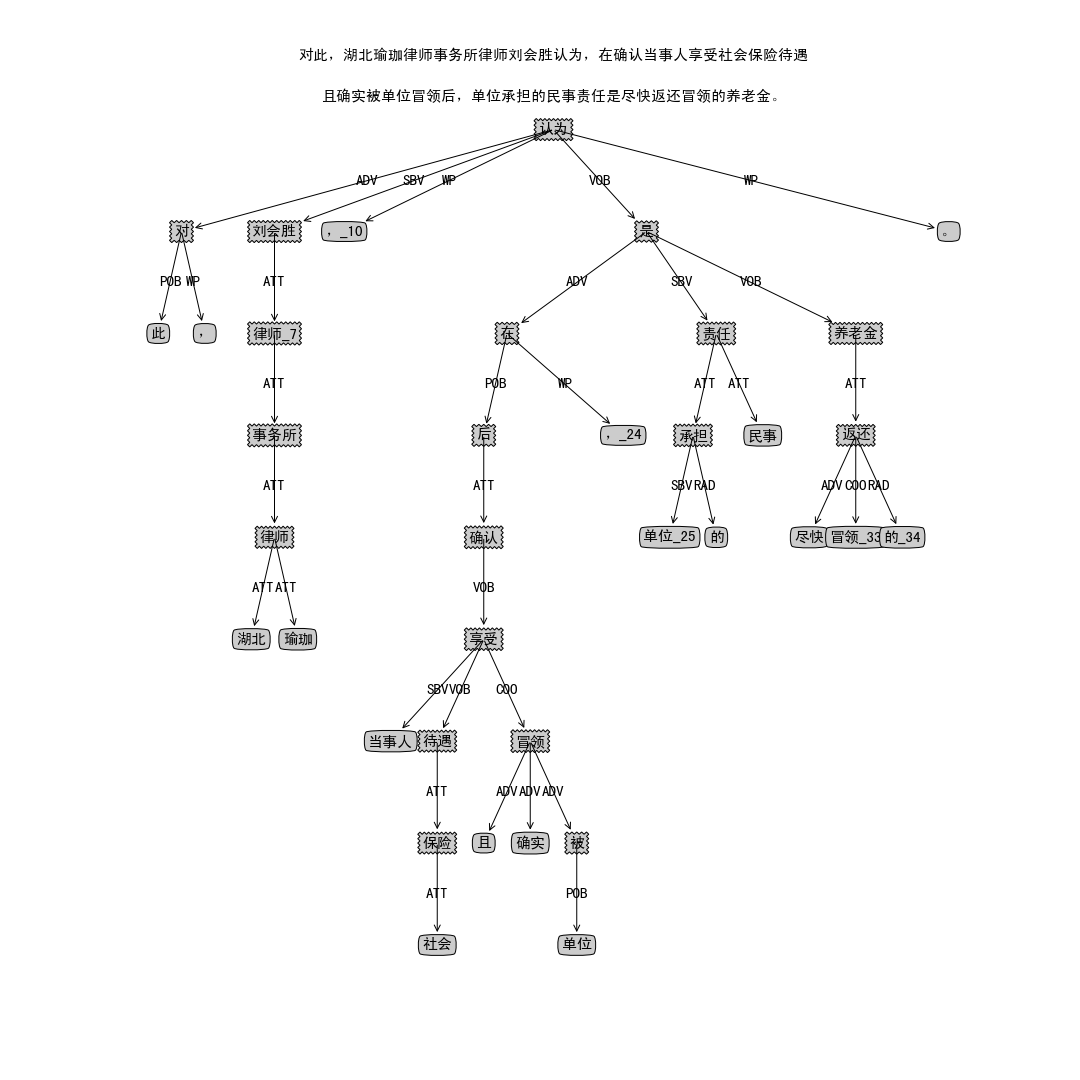 对此，湖北瑜珈律师事务所律师刘会胜认为，在确认当事人享受社会保险待遇
且确实被单位冒领后，单位承担的民事责任是尽快返还冒领的养老金。
认为
ADV SBV WP VOB WP
对 刘会胜 ，_10 是 。
POB WP ATT ADV SBV VOB
此 ， 律师_7 在 责任 养老金
ATT POB WP ATT ATT ATT
事务所 后 ，_24 承担 民事 返还
ATT ATT SBV RAD ADV COO RAD
律师 确认 单位_25 的 尽快 冒领_33 的_34
ATT ATT VOB
湖北 瑜珈 享受
SBV VOB COO
当事人 待遇 冒领
ATT ADV ADV ADV
保险 且 确实 被
ATT POB
社会 单位